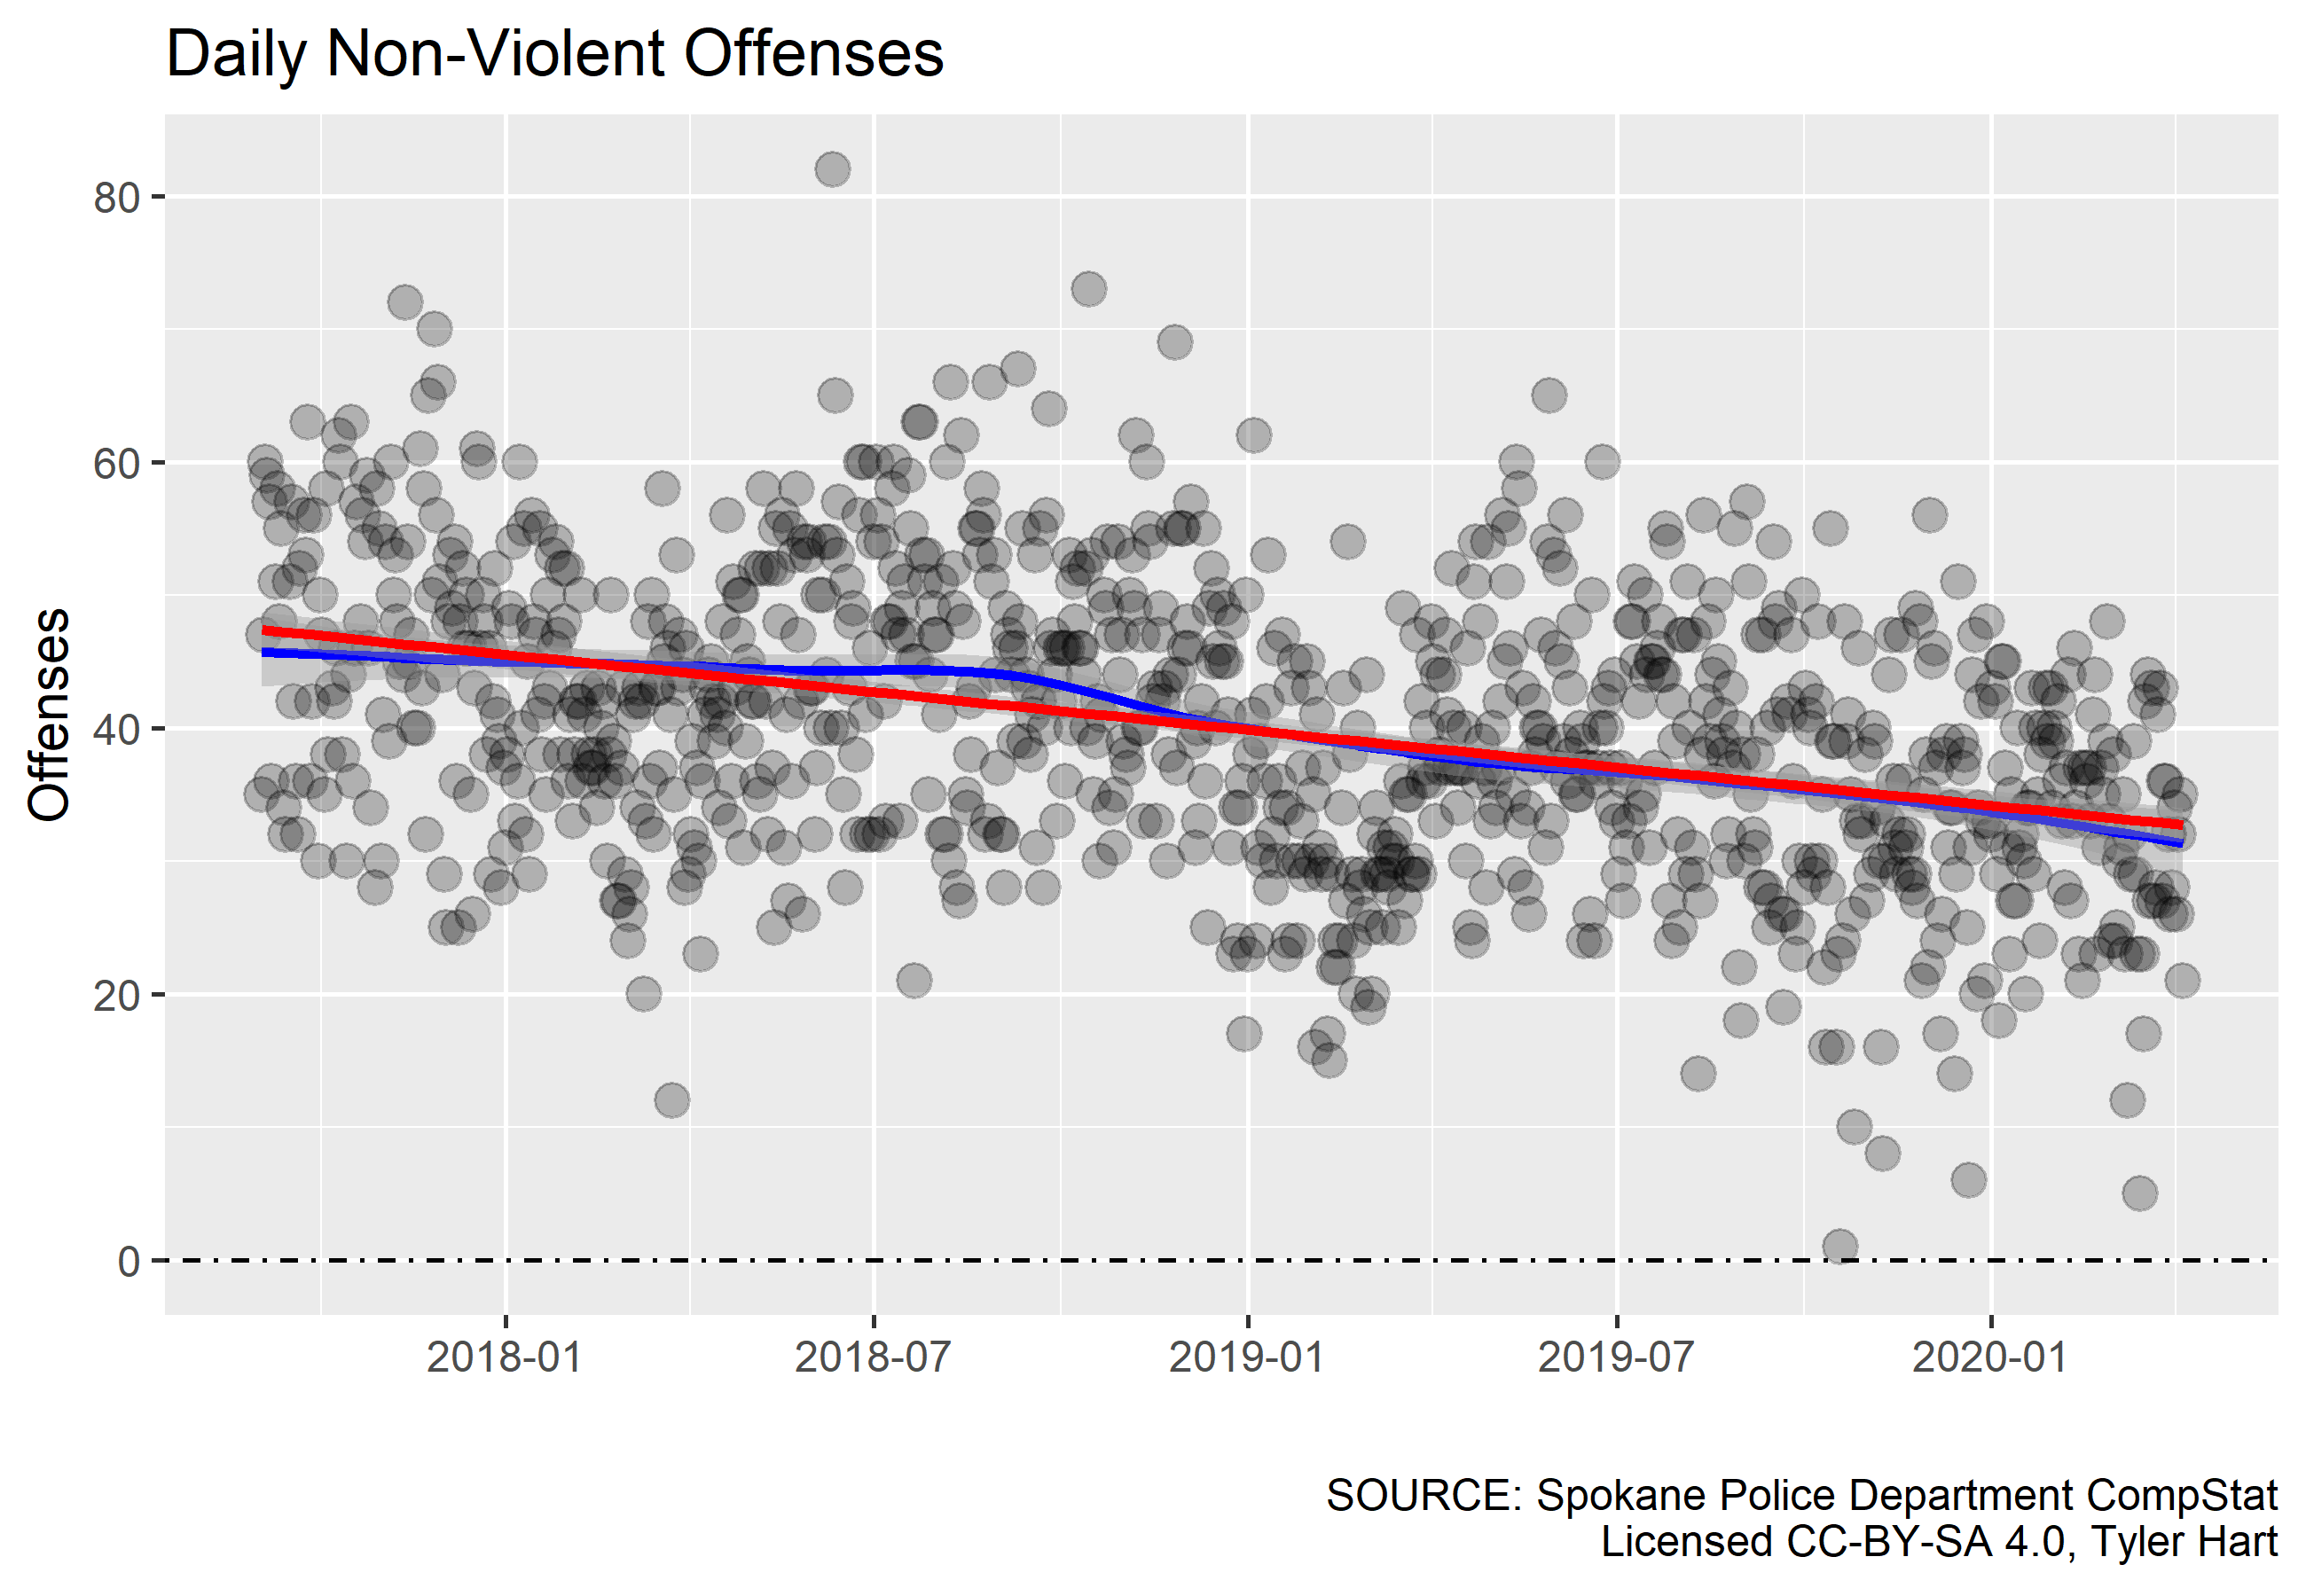 Daily Non-Violent Offenses
Offenses
80
60
40
20
0
2018-01
2018-07
2019-01
2019-07
2020-01
SOURCE: Spokane Police Department CompStat
Licensed CC-BY-SA 4.0, Tyler Hart